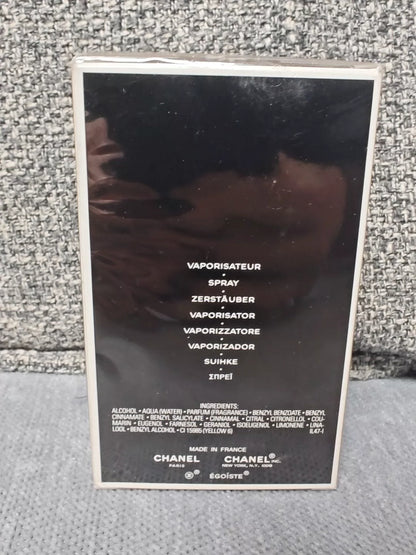 VAPORISATEUR
•
SPRAY
•
ZERSTÄUBER
•
VAPORISATOR
•
VAPORIZZATORE
•
VAPORIZADOR
•
SUIHKE
•
ΣΠΡΕΪ
INGREDIENTS:
ALCOHOL • AQUA (WATER) • PARFUM (FRAGRANCE) • BENZYL BENZOATE • BENZYL
CINNAMATE • BENZYL SALICYLATE • CINNAMAL • CITRAL • CITRONELLOL • COU-
MARIN • EUGENOL • FARNESOL • GERANIOL • ISOEUGENOL • LIMONENE • LINA-
LOOL • BENZYL ALCOHOL • CI 15985 (YELLOW 6) IL47-I
MADE IN FRANCE
CHANEL CHANEL® INC.
PARIS NEW YORK, N.Y. 10019
® ÉGOÏSTE®